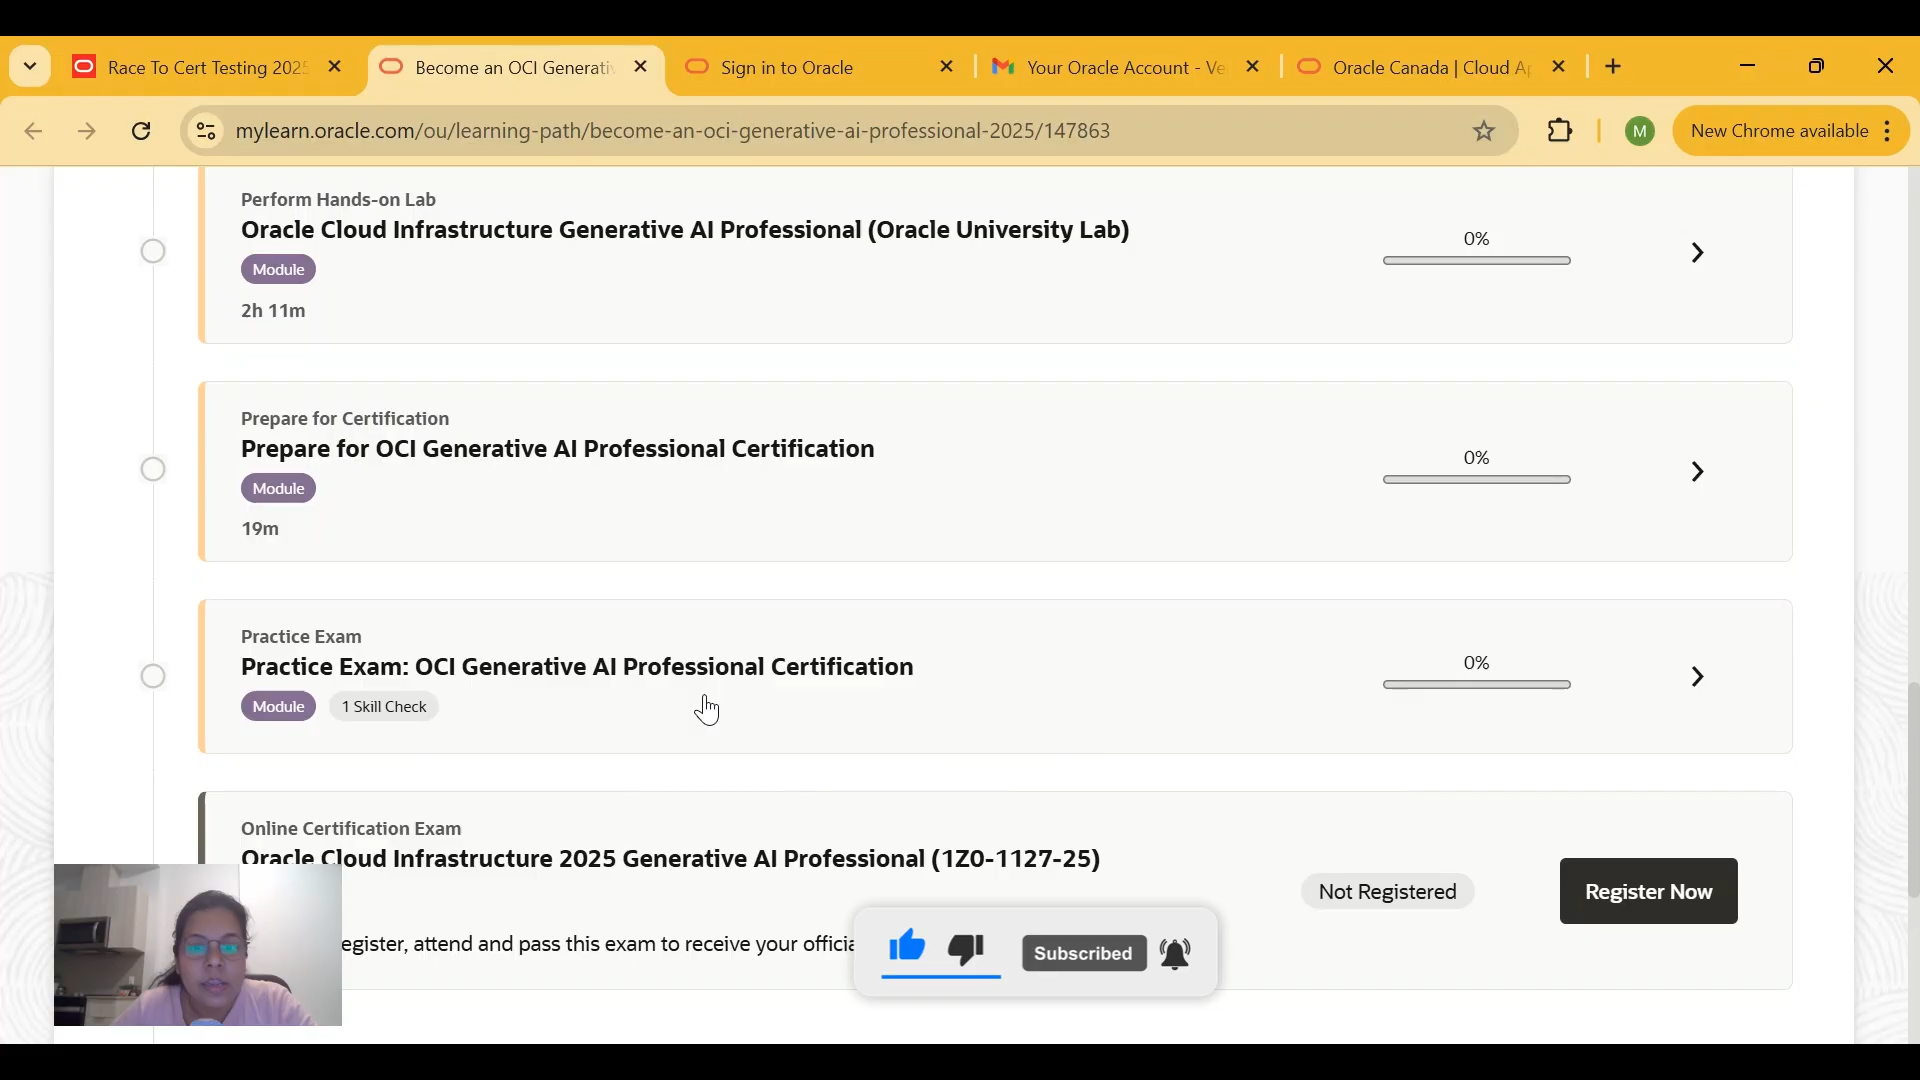 Race To Cert Testing 2025
Become an OCI Generati
Sign in to Oracle
Your Oracle Account - Ve
Oracle Canada | Cloud Ap
mylearn.oracle.com/ou/learning-path/become-an-oci-generative-ai-professional-2025/147863
M
New Chrome available
Perform Hands-on Lab
Oracle Cloud Infrastructure Generative AI Professional (Oracle University Lab)
0%
Module
2h 11m
Prepare for Certification
Prepare for OCI Generative AI Professional Certification
0%
Module
19m
Practice Exam
Practice Exam: OCI Generative AI Professional Certification
0%
Module
1 Skill Check
Online Certification Exam
Oracle Cloud Infrastructure 2025 Generative AI Professional (1Z0-1127-25)
Not Registered
Register Now
egister, attend and pass this exam to receive your officia
Subscribed